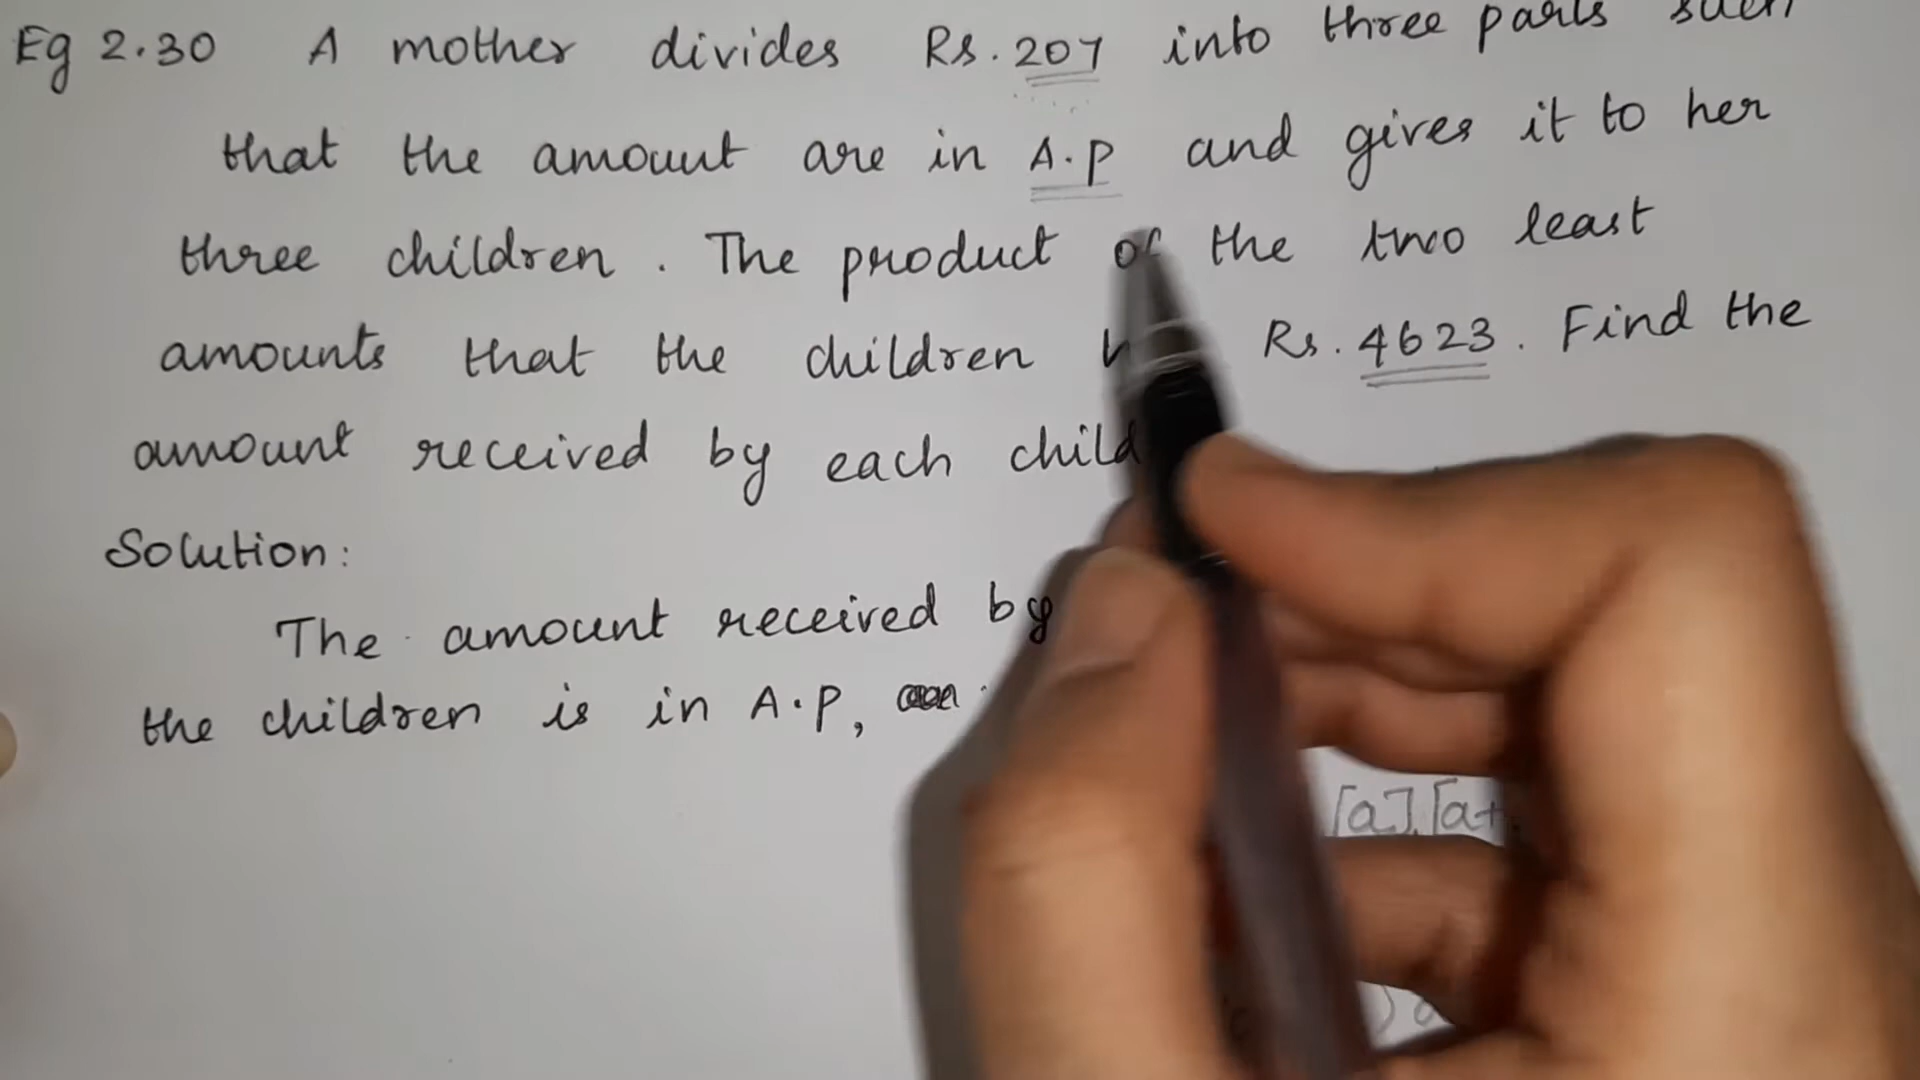 Eg 2.30 A mother divides Rs. 207 into three parts such
that the amount are in A.P and gives it to her
three children. The product of the two least
amounts that the children Rs. 4623. Find the
amount received by each child
Solution:
The amount received by
the children is in A.P,
[a], [a+